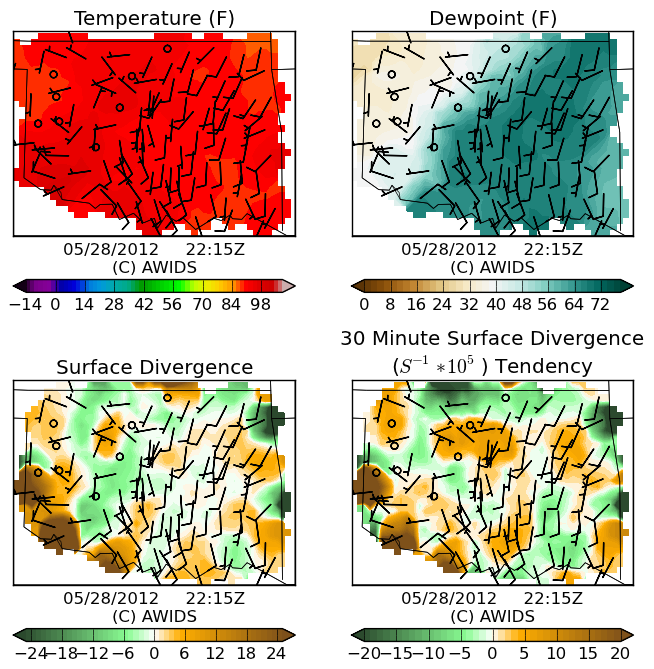 Temperature (F)
Dewpoint (F)
05/28/2012 22:15Z
(C) AWIDS
05/28/2012 22:15Z
(C) AWIDS
−14 0 14 28 42 56 70 84 98
0 8 16 24 32 40 48 56 64 72
Surface Divergence
30 Minute Surface Divergence
(S⁻¹ ∗10⁵ ) Tendency
05/28/2012 22:15Z
(C) AWIDS
05/28/2012 22:15Z
(C) AWIDS
−24−18−12 −6 0 6 12 18 24
−20−15−10 −5 0 5 10 15 20